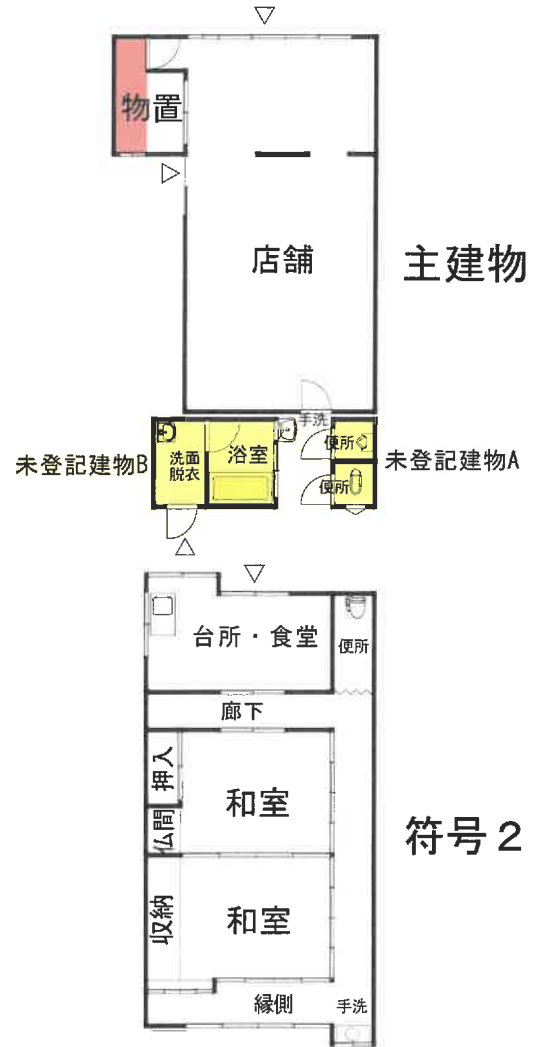 物置
店舗
主建物
手洗
未登記建物B
洗面
脱衣
浴室
便所
未登記建物A
便所
台所・食堂
便所
廊下
押入
和室
仏間
符号2
収納
和室
縁側
手洗